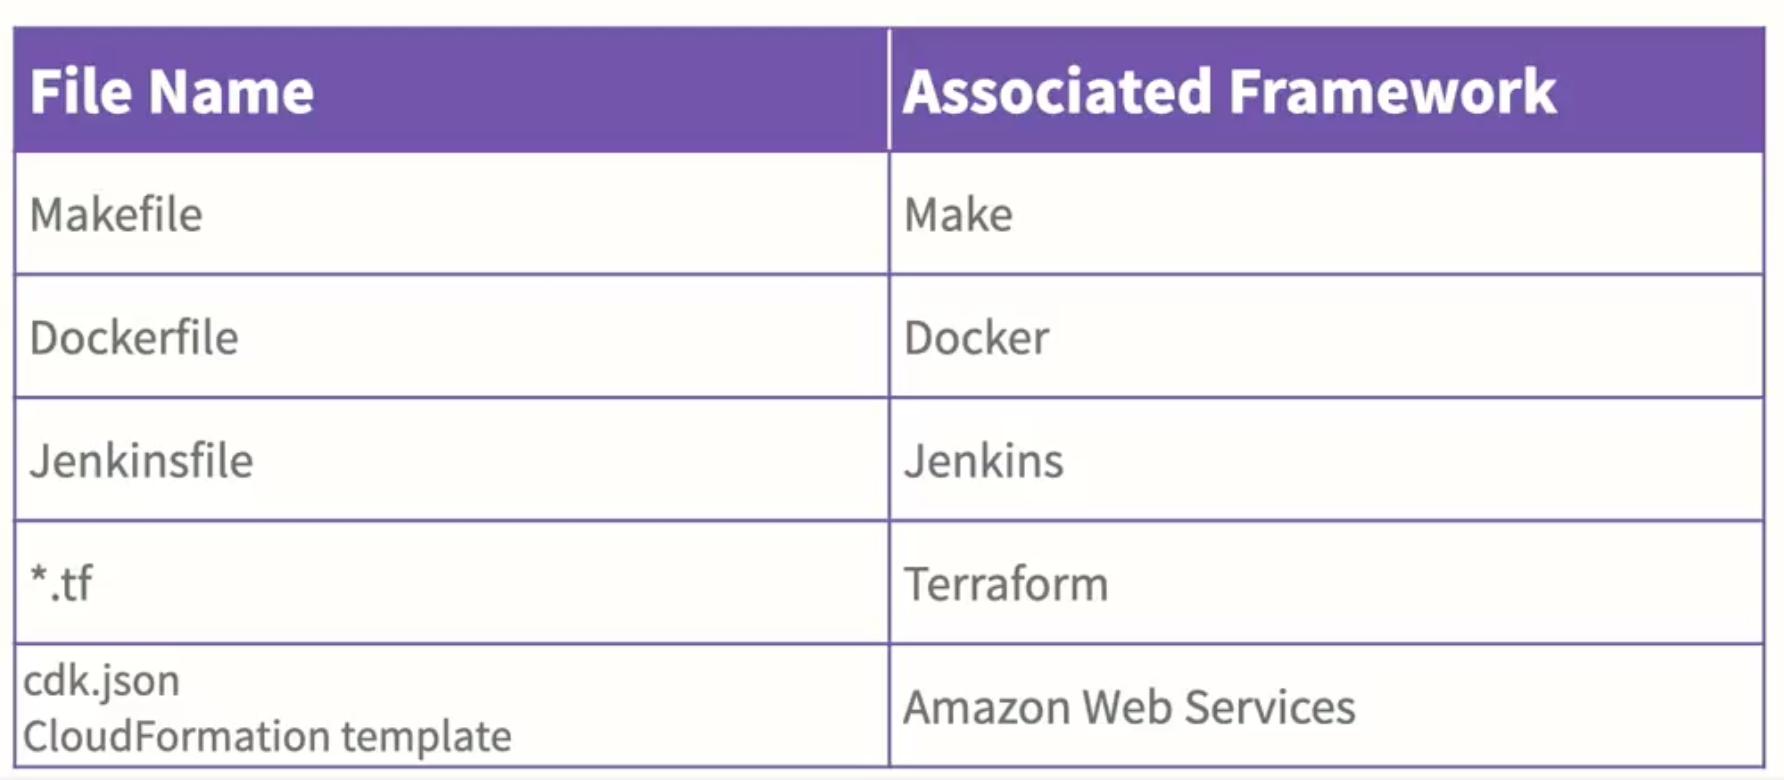 File Name
Associated Framework
Makefile
Make
Dockerfile
Docker
Jenkinsfile
Jenkins
*.tf
Terraform
cdk.json
CloudFormation template
Amazon Web Services